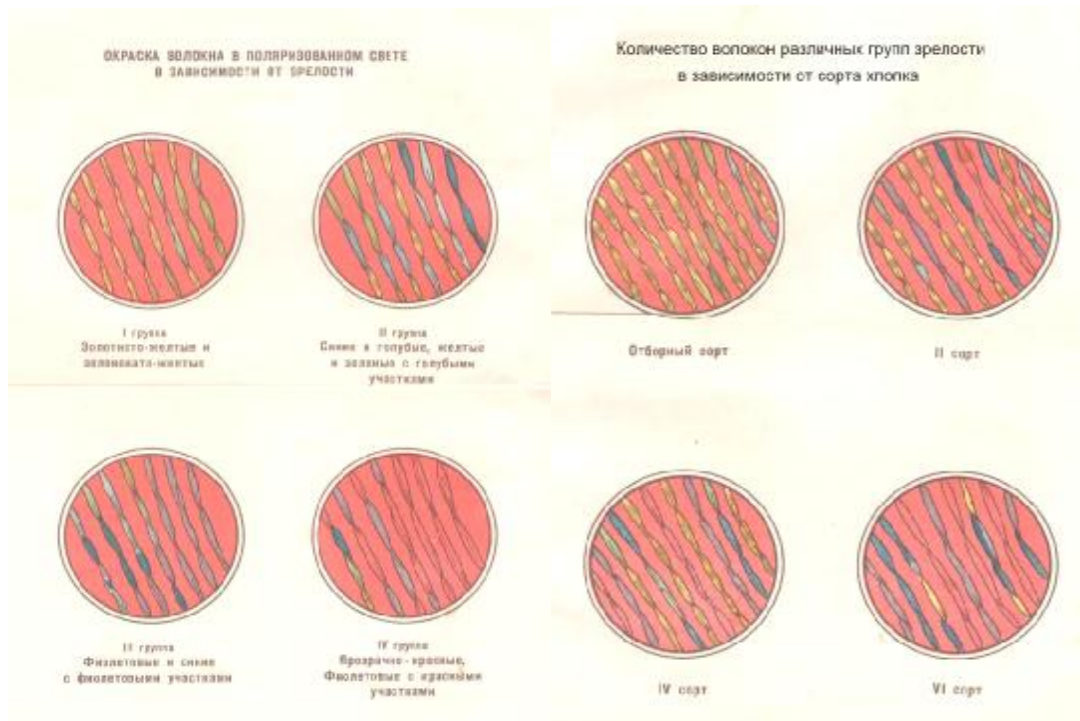 ОКРАСКА ВОЛОКНА В ПОЛЯРИЗОВАННОМ СВЕТЕ
В ЗАВИСИМОСТИ ОТ ЗРЕЛОСТИ
I группа
Золотисто-желтые и
зеленовато-желтые
II группа
Синие и голубые, желтые
и зеленые с голубыми
участками
III группа
Фиолетовые и синие
с фиолетовыми участками
IV группа
Прозрачно-красные,
Фиолетовые с красными
участками
Количество волокон различных групп зрелости
в зависимости от сорта хлопка
Отборный сорт
II сорт
IV сорт
VI сорт